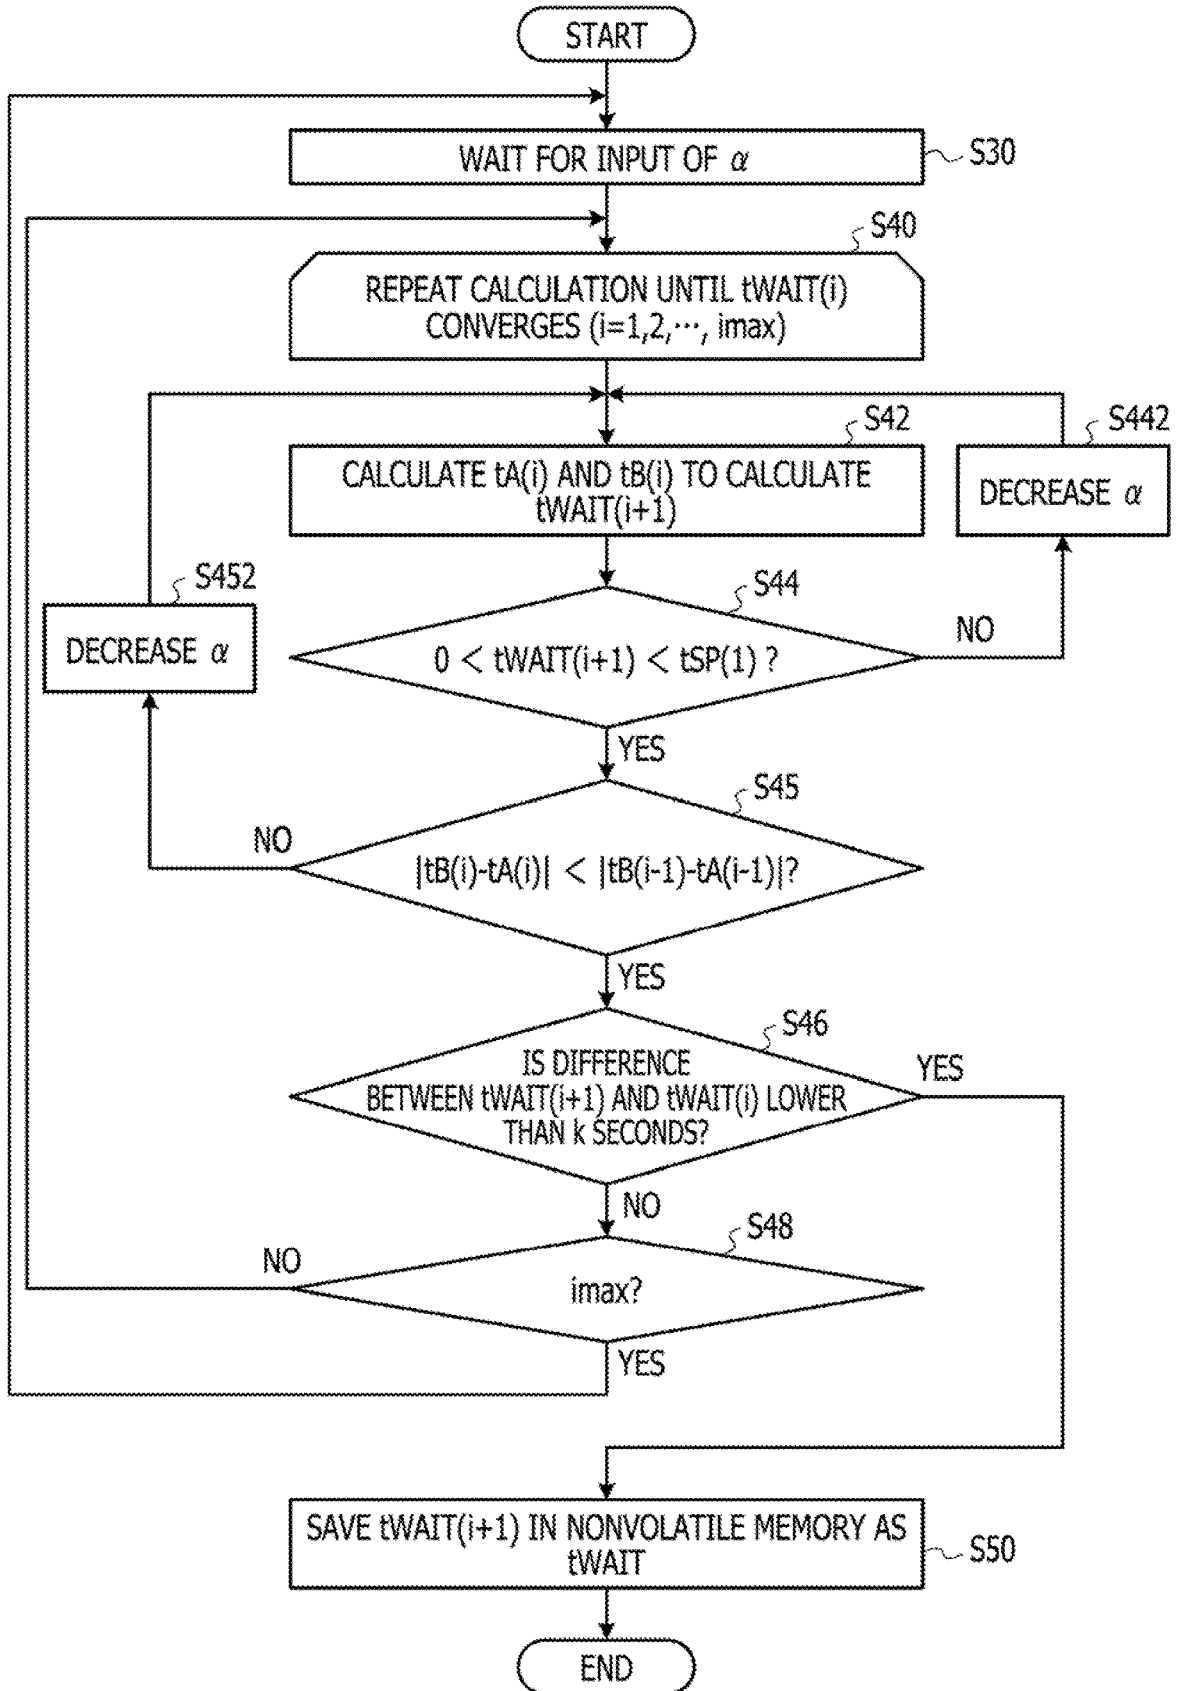 START
WAIT FOR INPUT OF α
S30
S40
REPEAT CALCULATION UNTIL tWAIT(i)
CONVERGES (i=1,2,⋯, imax)
S42
CALCULATE tA(i) AND tB(i) TO CALCULATE
tWAIT(i+1)
S442
DECREASE α
S452
DECREASE α
S44
0 < tWAIT(i+1) < tSP(1) ?
NO
YES
S45
|tB(i)-tA(i)| < |tB(i-1)-tA(i-1)|?
NO
YES
S46
IS DIFFERENCE
BETWEEN tWAIT(i+1) AND tWAIT(i) LOWER
THAN k SECONDS?
YES
NO
S48
imax?
NO
YES
SAVE tWAIT(i+1) IN NONVOLATILE MEMORY AS
tWAIT
S50
END